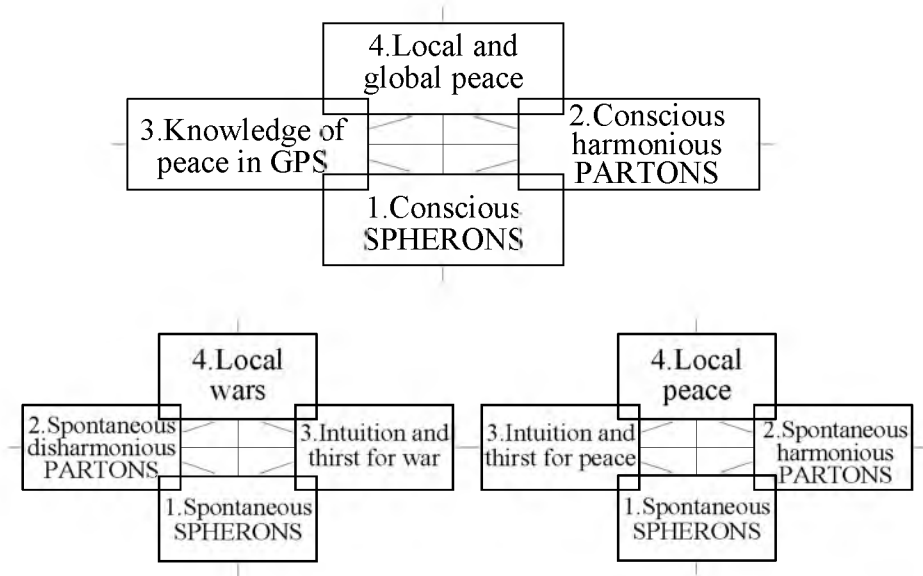 4.Local and
global peace
3.Knowledge of
peace in GPS
2.Conscious
harmonious
PARTONS
1.Conscious
SPHERONS
4.Local
wars
2.Spontaneous
disharmonious
PARTONS
3.Intuition and
thirst for war
1.Spontaneous
SPHERONS
4.Local
peace
3.Intuition and
thirst for peace
2.Spontaneous
harmonious
PARTONS
1.Spontaneous
SPHERONS